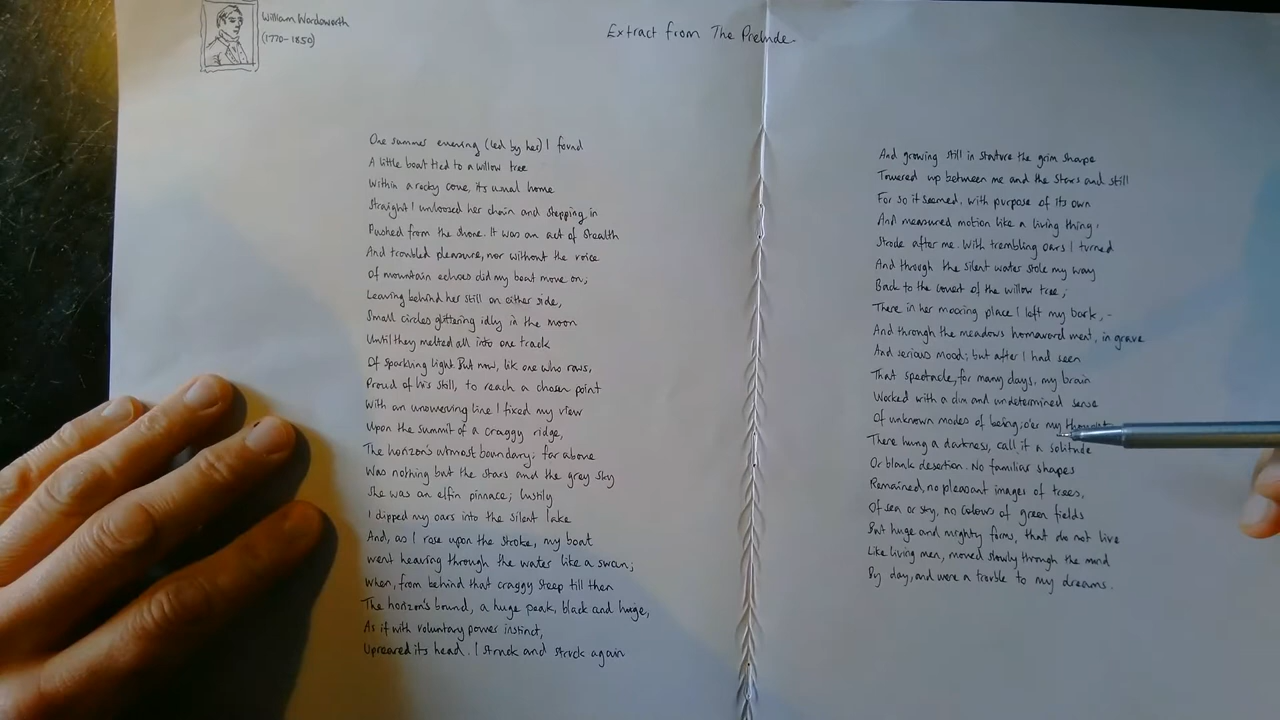 William Wordsworth
(1770-1850)
Extract from The Prelude.
One summer evening (led by her) I found
A little boat tied to a willow tree
Within a rocky cove, its usual home
Straight I unloosed her chain and stepping in
Pushed from the shore. It was an act of stealth
And troubled pleasure, nor without the voice
Of mountain echoes did my boat move on;
Leaving behind her still on either side,
Small circles glittering idly in the moon
Until they melted all into one track
Of sparkling light. But now, like one who rows,
Proud of his skill, to reach a chosen point
With an unswerving line I fixed my view
Upon the summit of a craggy ridge,
The horizon's utmost boundary; far above
Was nothing but the stars and the grey sky
She was an elfin pinnace; lustily
I dipped my oars into the silent lake
And, as I rose upon the stroke, my boat
went heaving through the water like a swan;
When, from behind that craggy steep till then
The horizon's bound, a huge peak, black and huge,
As if with voluntary power instinct,
Upreared its head. I struck and struck again
And growing still in stature the grim shape
Towered up between me and the stars and still
For so it seemed, with purpose of its own
And measured motion like a living thing,
Strode after me. With trembling oars I turned
And through the silent water stole my way
Back to the covert of the willow tree;
There in her mooring place I left my bark, -
And through the meadows homeward went, in grave
And serious mood; but after I had seen
That spectacle, for many days, my brain
Worked with a dim and undetermined sense
Of unknown modes of being; o'er my thought
There hung a darkness, call it a solitude
Or blank desertion. No familiar shapes
Remained, no pleasant images of trees,
Of sea or sky, no colours of green fields
But huge and mighty forms, that do not live
Like living men, moved slowly through the mind
By day, and were a trouble to my dreams.